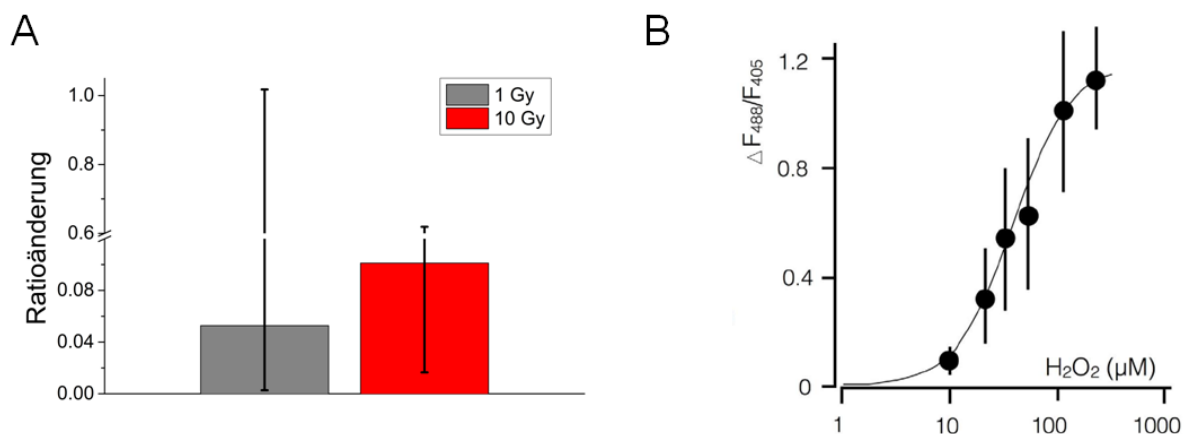 A
Ratioänderung
1.0
0.8
0.6
0.08
0.04
0.00
1 Gy
10 Gy
B
△ F₄₈₈/F₄₀₅
1.2
0.8
0.4
0
H₂O₂ (µM)
1 10 100 1000